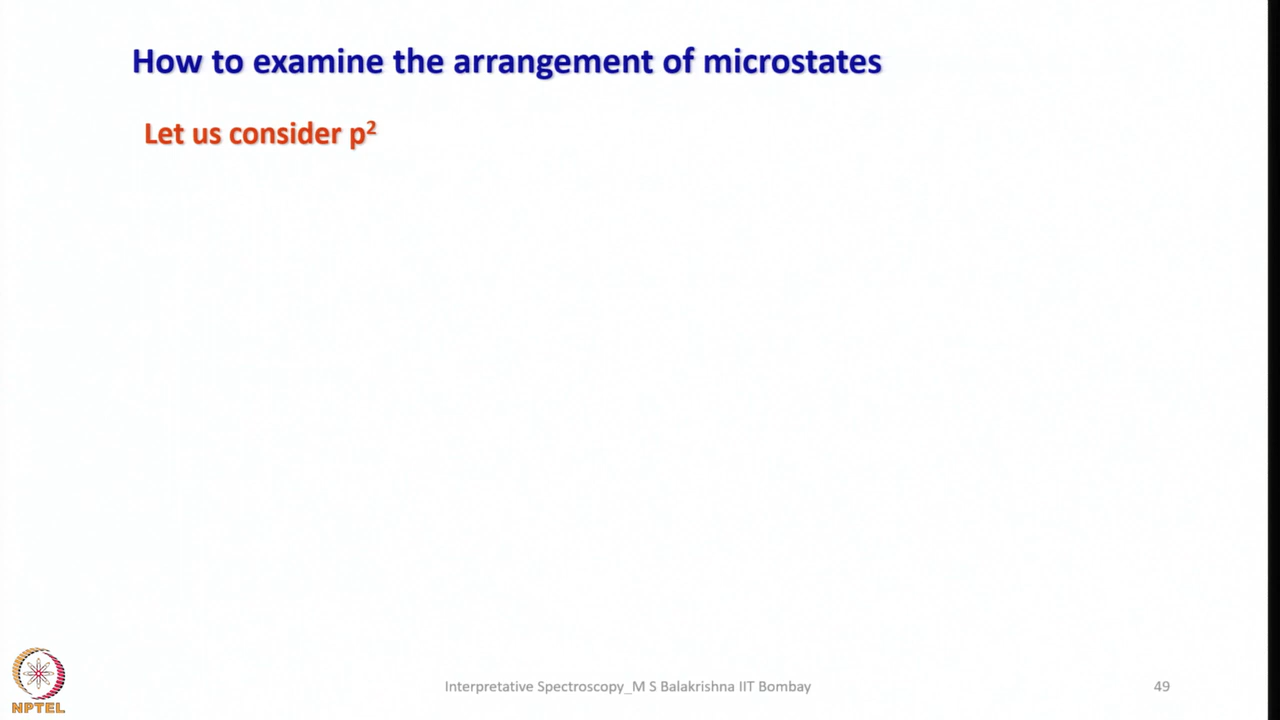 How to examine the arrangement of microstates
Let us consider p²
Interpretative Spectroscopy_M S Balakrishna IIT Bombay
49
NPTEL